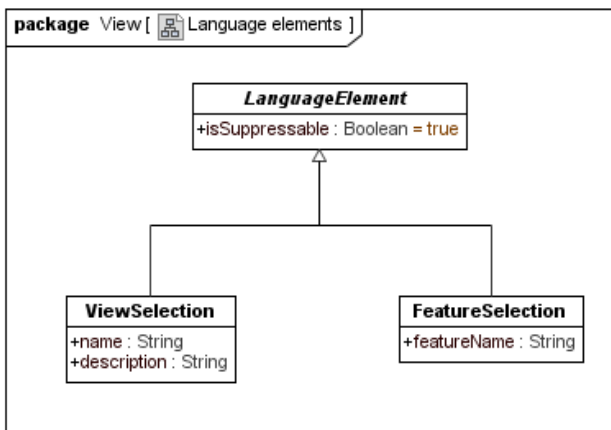 package View [ Language elements ]
LanguageElement
+isSuppressable : Boolean = true
ViewSelection
+name : String
+description : String
FeatureSelection
+featureName : String